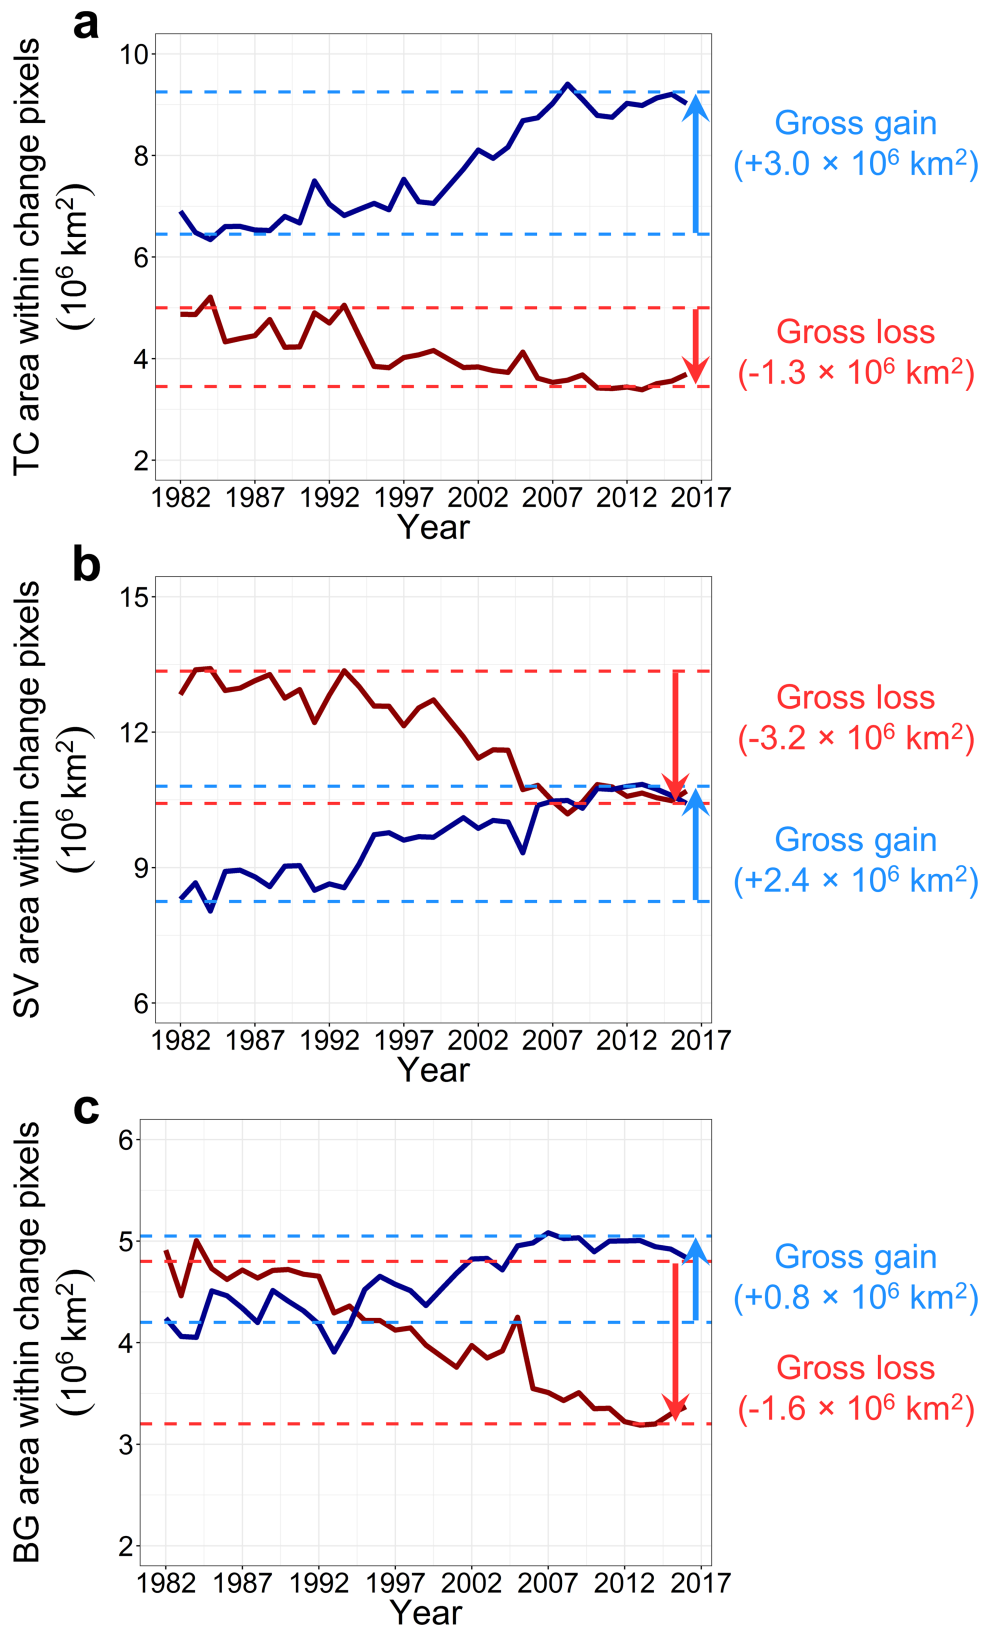 a
TC area within change pixels
(10⁶ km²)
10
8
6
4
2
1982 1987 1992 1997 2002 2007 2012 2017
Year
Gross gain
(+3.0 × 10⁶ km²)
Gross loss
(-1.3 × 10⁶ km²)
b
SV area within change pixels
(10⁶ km²)
15
12
9
6
1982 1987 1992 1997 2002 2007 2012 2017
Year
Gross loss
(-3.2 × 10⁶ km²)
Gross gain
(+2.4 × 10⁶ km²)
c
BG area within change pixels
(10⁶ km²)
6
5
4
3
2
1982 1987 1992 1997 2002 2007 2012 2017
Year
Gross gain
(+0.8 × 10⁶ km²)
Gross loss
(-1.6 × 10⁶ km²)